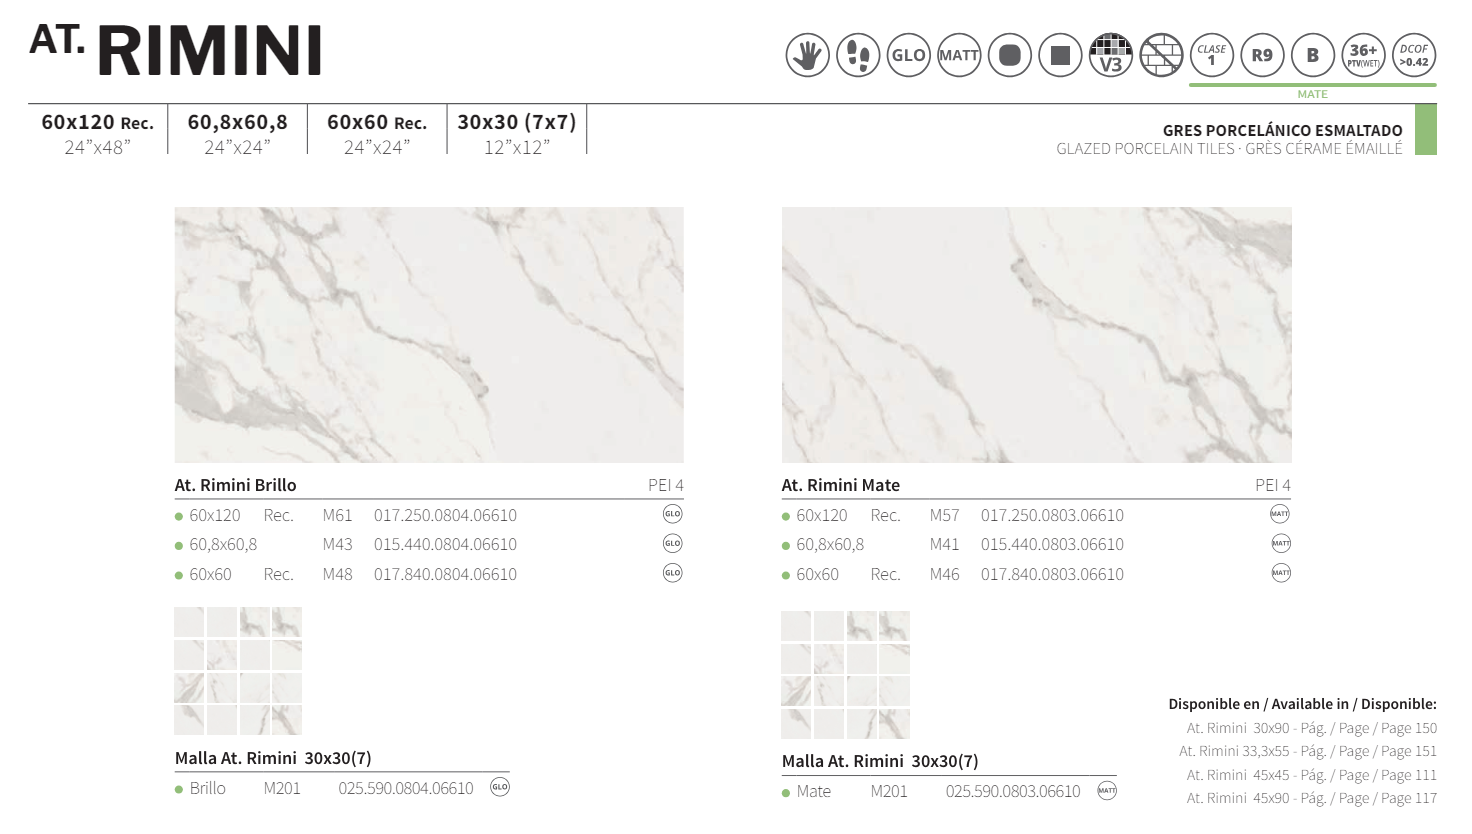 AT. RIMINI
GLO MATT V3 CLASE 1 R9 B 36+ PTV(WET) DCOF >0.42
MATE
60x120 Rec. 60,8x60,8 60x60 Rec. 30x30 (7x7)
24”x48” 24”x24” 24”x24” 12”x12”
GRES PORCELÁNICO ESMALTADO
GLAZED PORCELAIN TILES · GRÈS CÉRAME ÉMAILLÉ
At. Rimini Brillo PEI 4
60x120 Rec. M61 017.250.0804.06610 GLO
60,8x60,8 M43 015.440.0804.06610 GLO
60x60 Rec. M48 017.840.0804.06610 GLO
Malla At. Rimini 30x30(7)
Brillo M201 025.590.0804.06610 GLO
At. Rimini Mate PEI 4
60x120 Rec. M57 017.250.0803.06610 MATT
60,8x60,8 M41 015.440.0803.06610 MATT
60x60 Rec. M46 017.840.0803.06610 MATT
Malla At. Rimini 30x30(7)
Mate M201 025.590.0803.06610 MATT
Disponible en / Available in / Disponible:
At. Rimini 30x90 - Pág. / Page / Page 150
At. Rimini 33,3x55 - Pág. / Page / Page 151
At. Rimini 45x45 - Pág. / Page / Page 111
At. Rimini 45x90 - Pág. / Page / Page 117